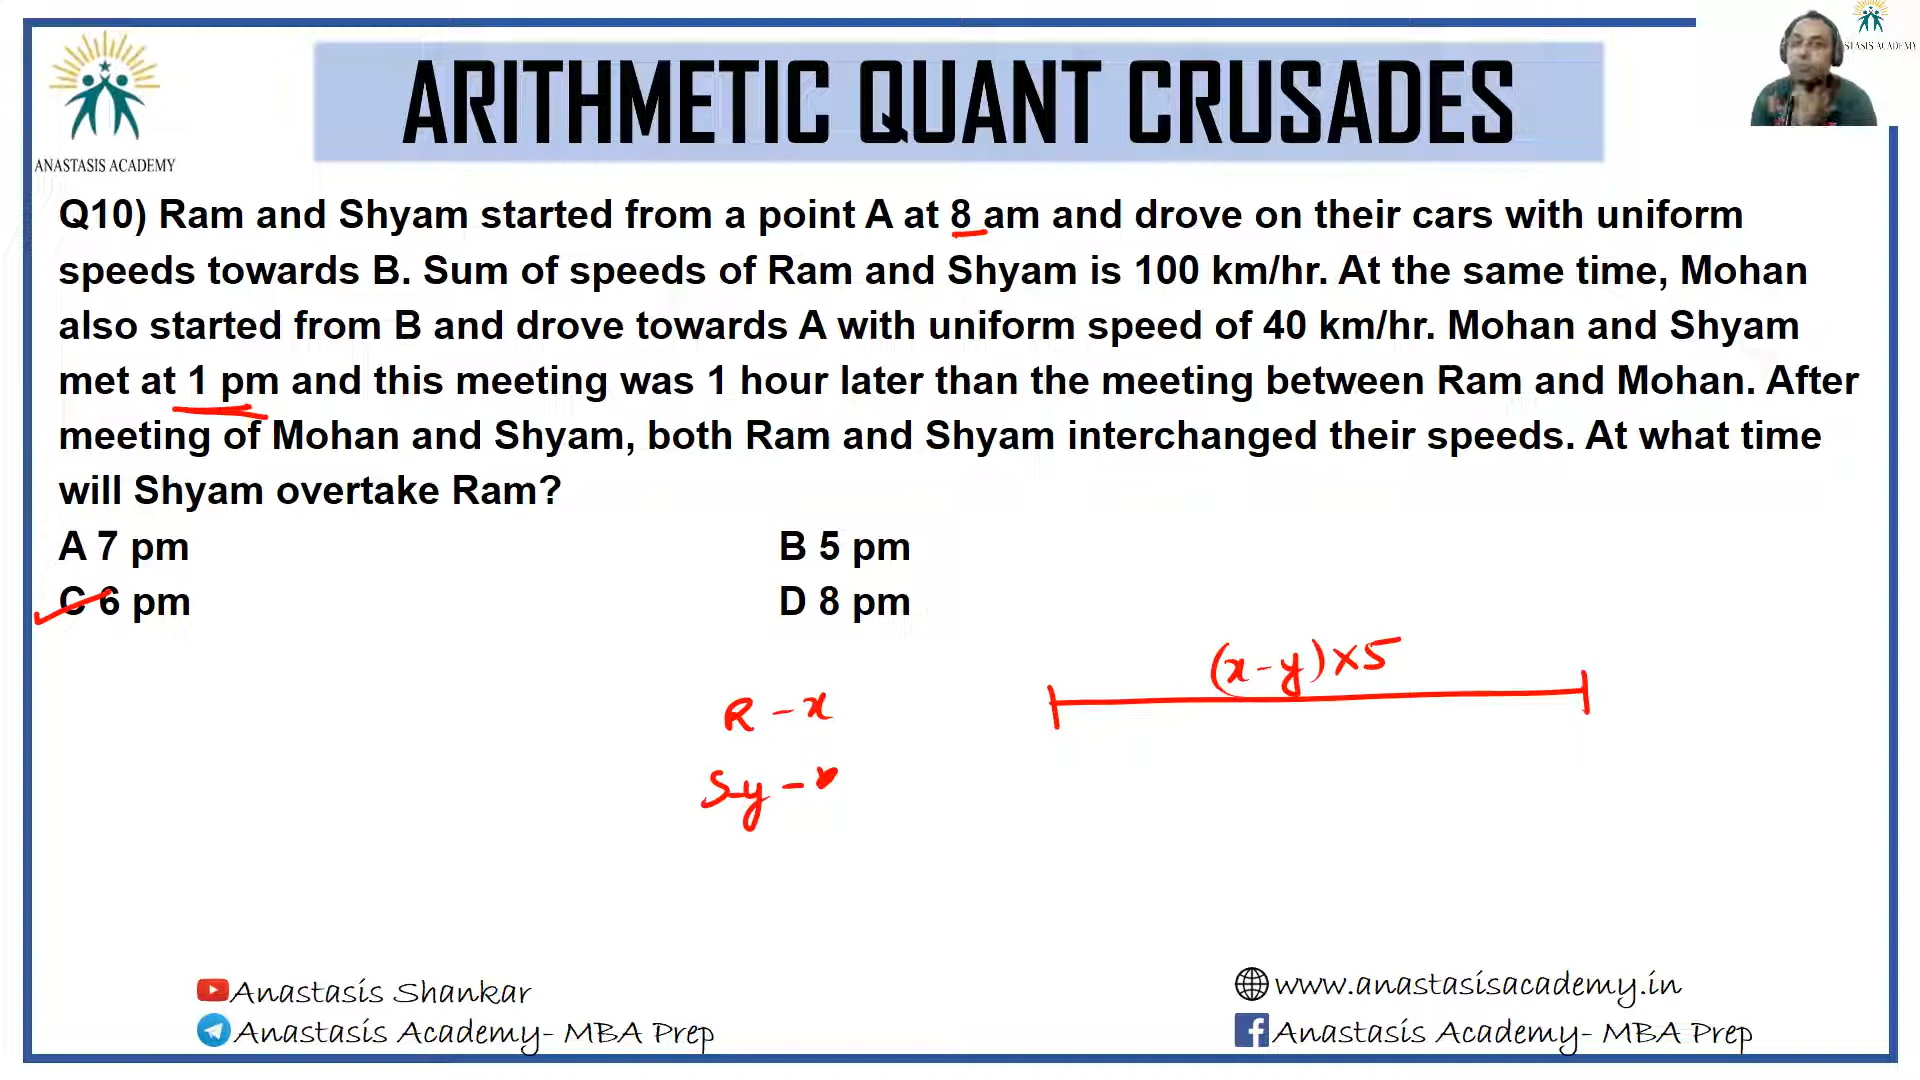 ARITHMETIC QUANT CRUSADES
STASIS ACADEMY
ANASTASIS ACADEMY
Q10) Ram and Shyam started from a point A at 8 am and drove on their cars with uniform
speeds towards B. Sum of speeds of Ram and Shyam is 100 km/hr. At the same time, Mohan
also started from B and drove towards A with uniform speed of 40 km/hr. Mohan and Shyam
met at 1 pm and this meeting was 1 hour later than the meeting between Ram and Mohan. After
meeting of Mohan and Shyam, both Ram and Shyam interchanged their speeds. At what time
will Shyam overtake Ram?
A 7 pm
B 5 pm
C 6 pm
D 8 pm
(x-y)×5
R - x
Sy -
Anastasis Shankar
www.anastasisacademy.in
Anastasis Academy- MBA Prep
Anastasis Academy- MBA Prep